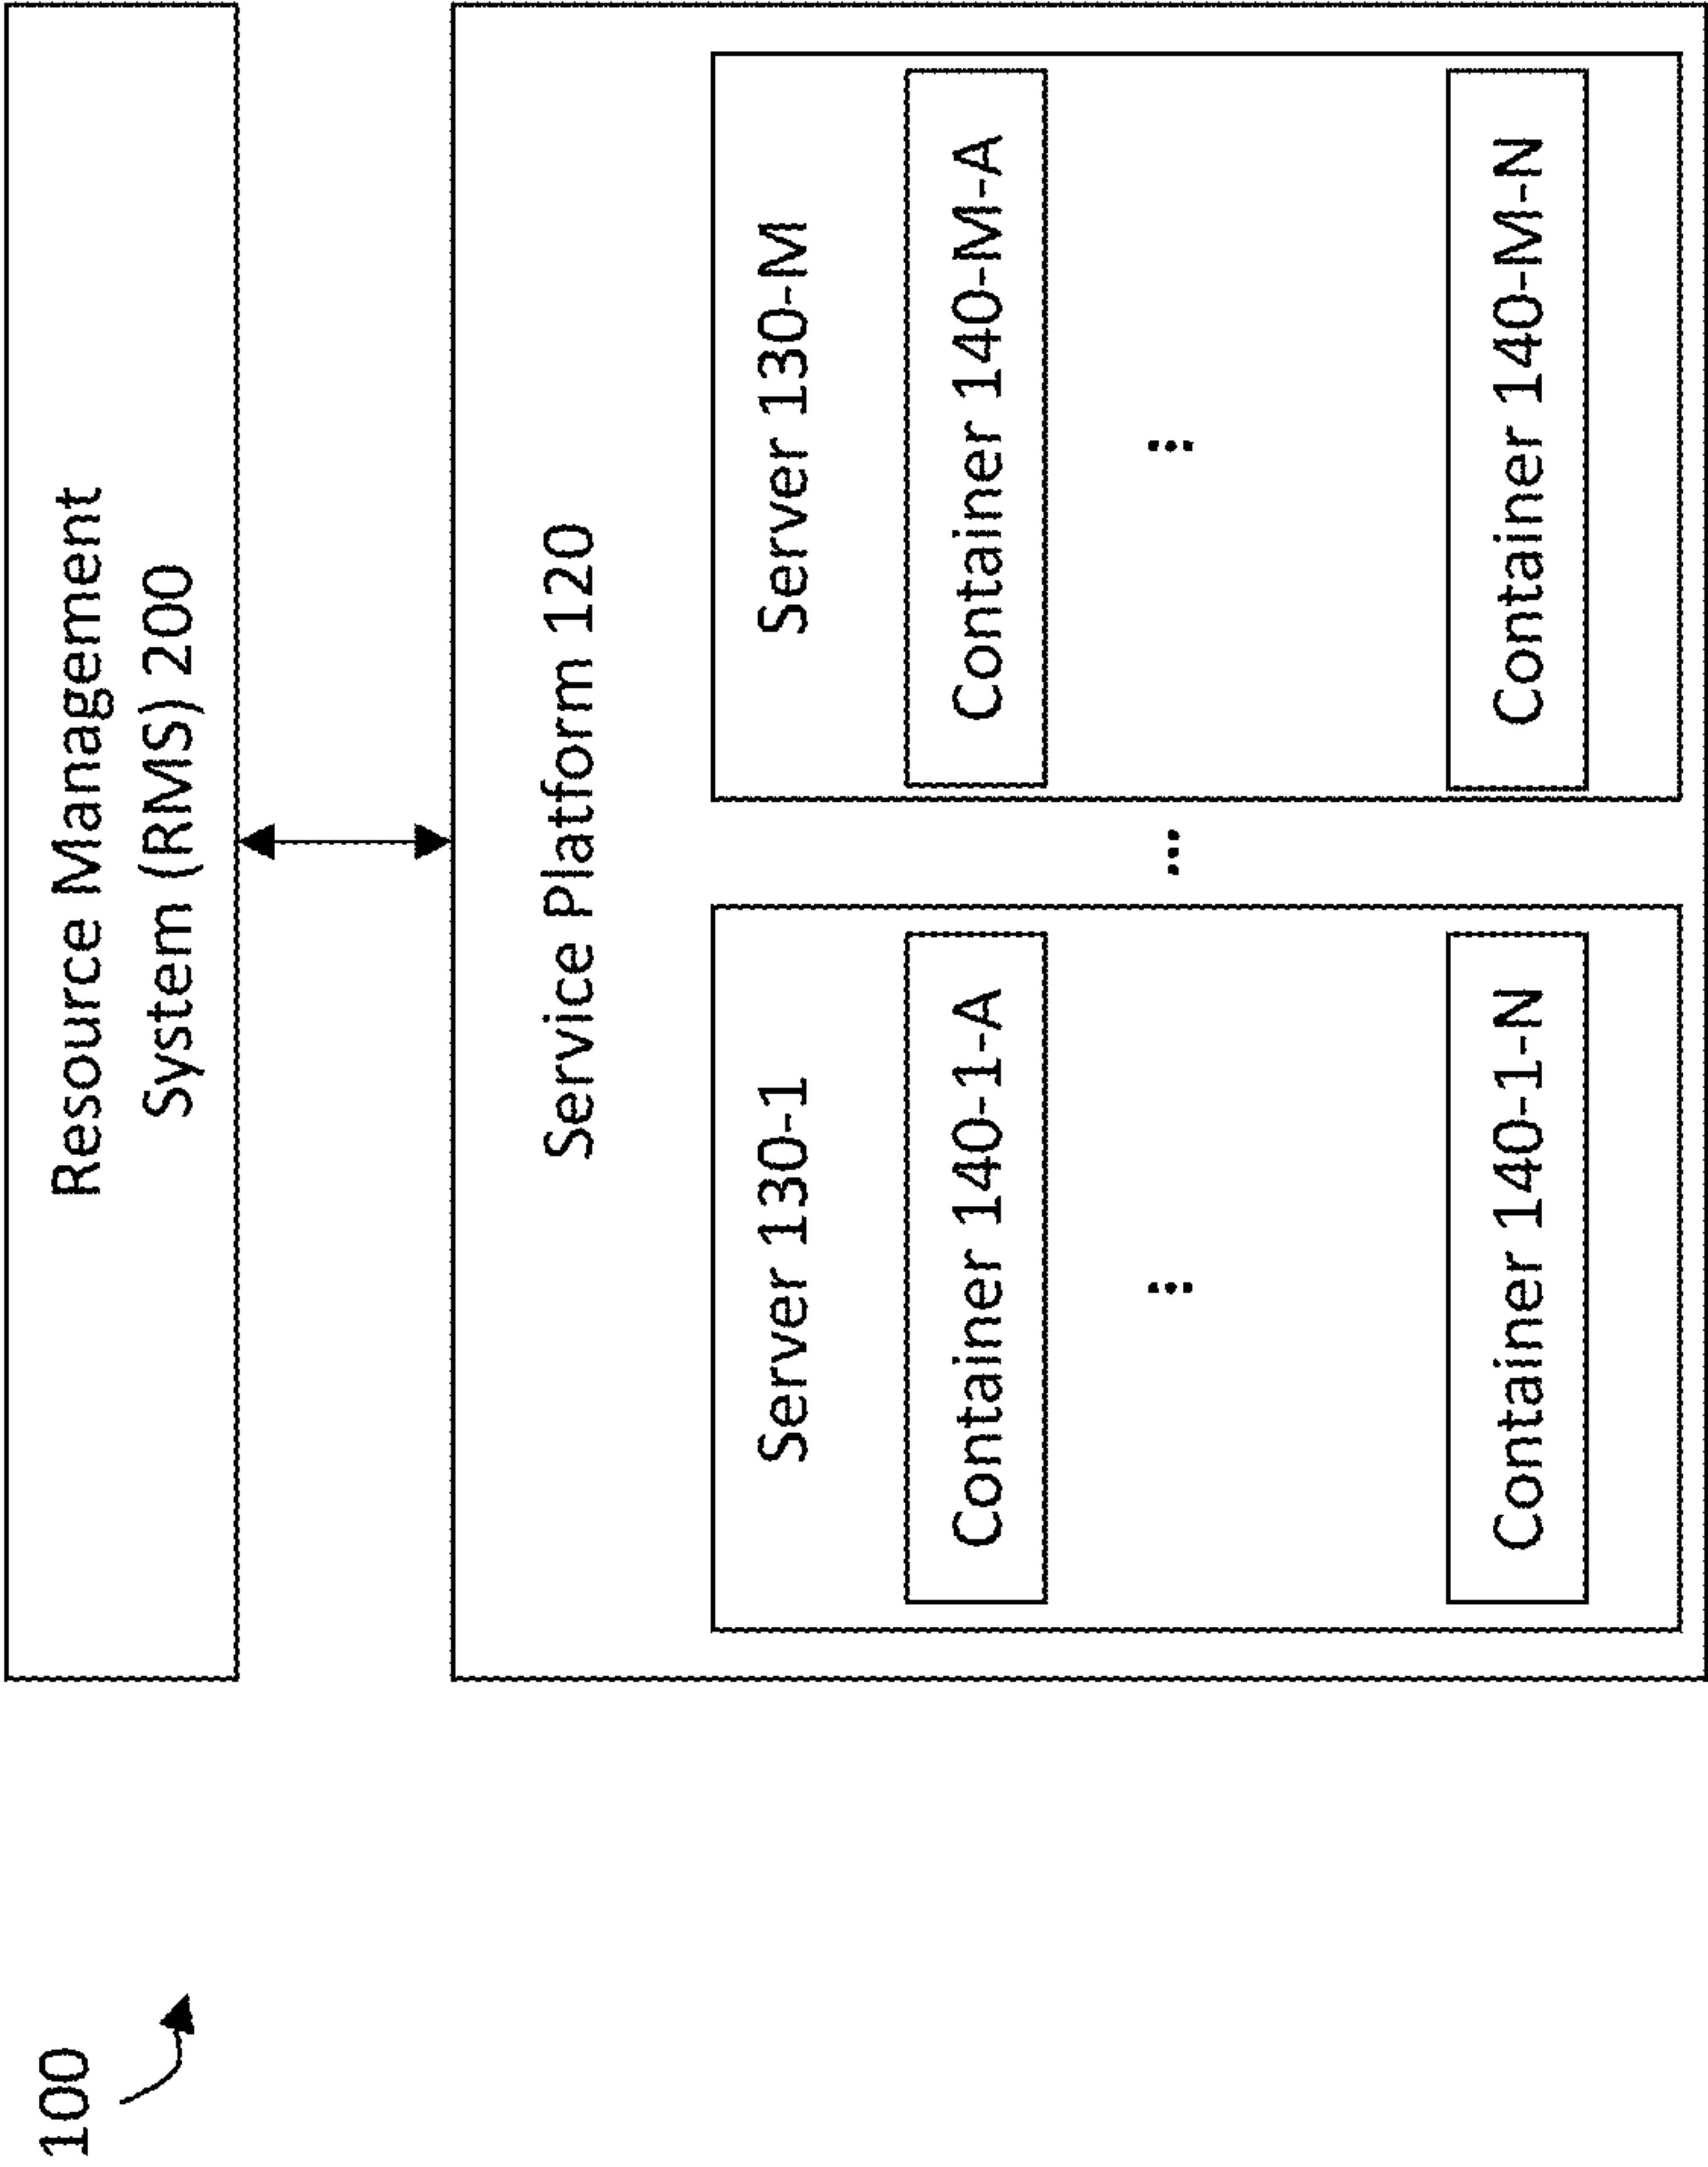 100
Resource Management
System (RMS) 200
Service Platform 120
Server 130-1
Container 140-1-A
...
Container 140-1-N
...
Server 130-M
Container 140-M-A
...
Container 140-M-N